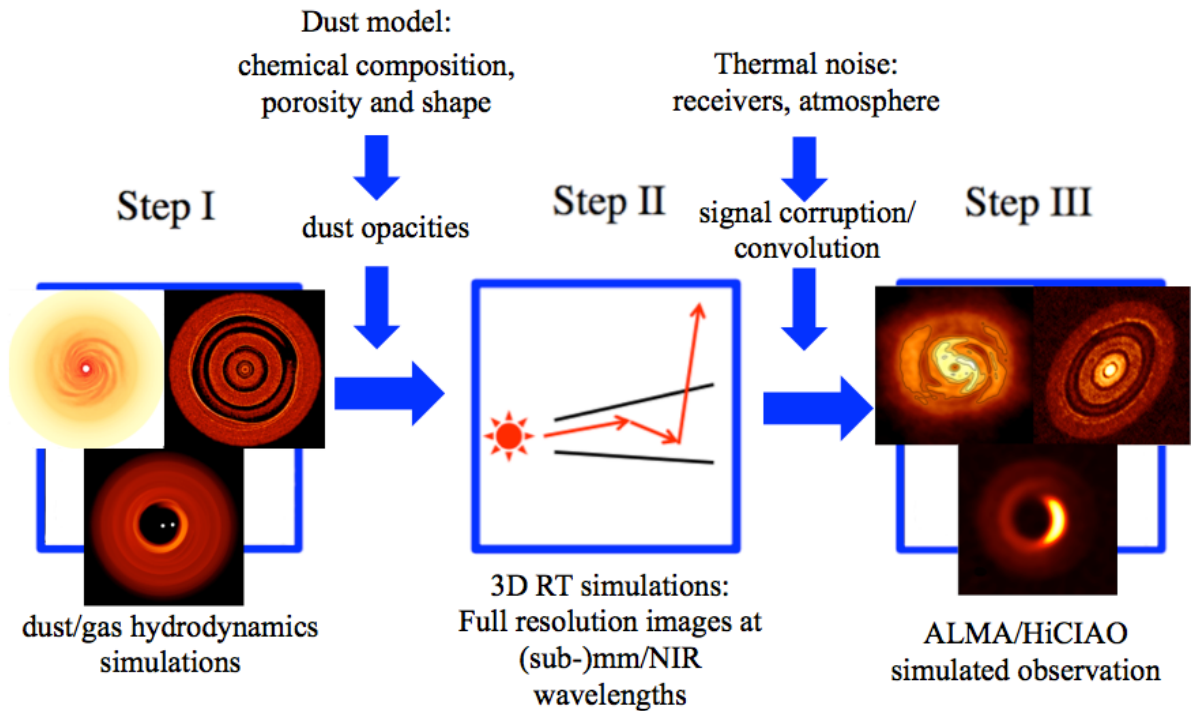 Dust model:
chemical composition,
porosity and shape
Thermal noise:
receivers, atmosphere
Step I
dust opacities
Step II
signal corruption/
convolution
Step III
dust/gas hydrodynamics
simulations
3D RT simulations:
Full resolution images at
(sub-)mm/NIR
wavelengths
ALMA/HiCIAO
simulated observation